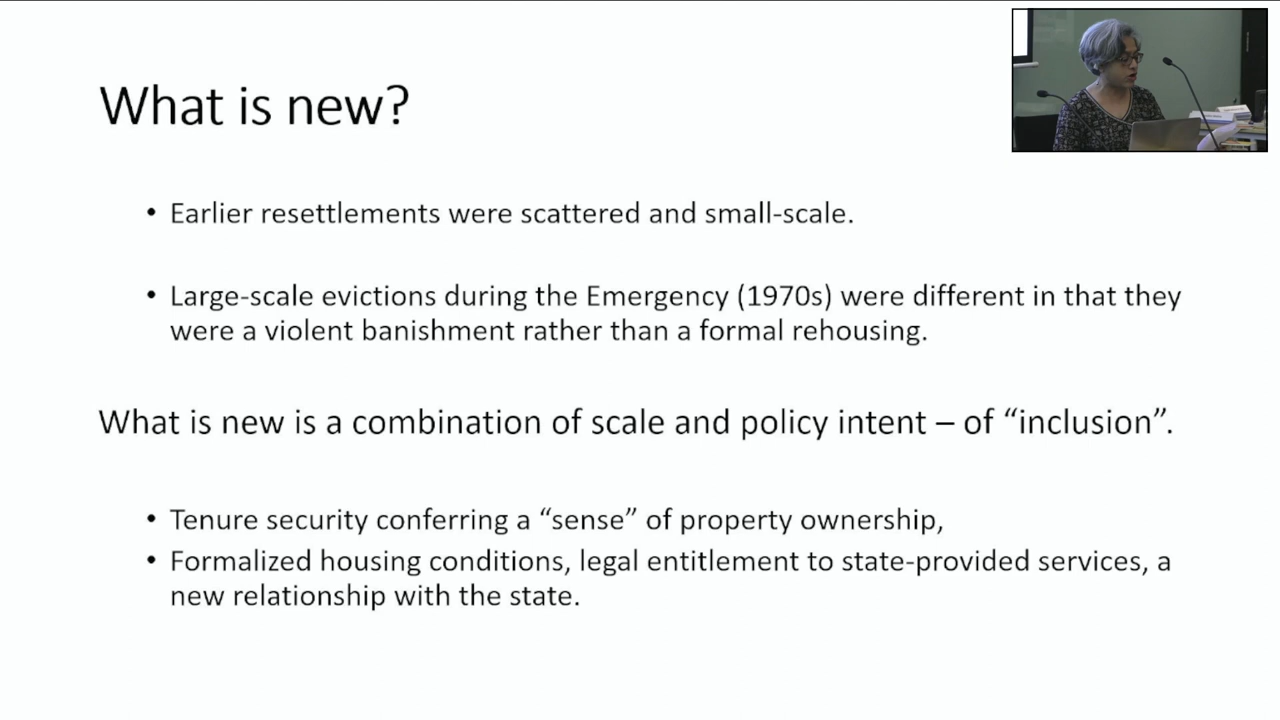 What is new?
• Earlier resettlements were scattered and small-scale.
• Large-scale evictions during the Emergency (1970s) were different in that they
were a violent banishment rather than a formal rehousing.
What is new is a combination of scale and policy intent – of “inclusion”.
• Tenure security conferring a “sense” of property ownership,
• Formalized housing conditions, legal entitlement to state-provided services, a
new relationship with the state.